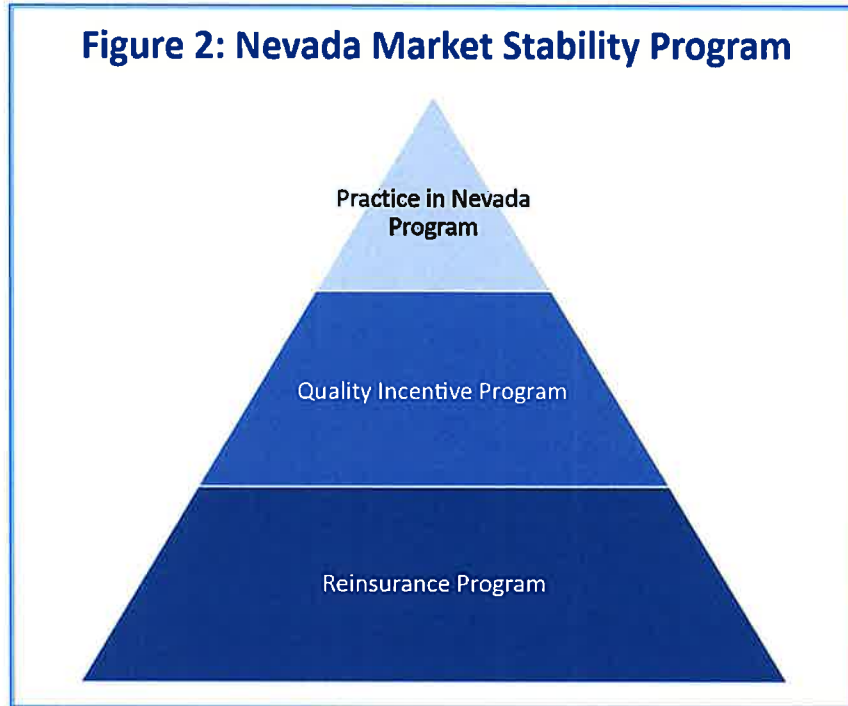 Figure 2: Nevada Market Stability Program
Practice in Nevada
Program
Quality Incentive Program
Reinsurance Program